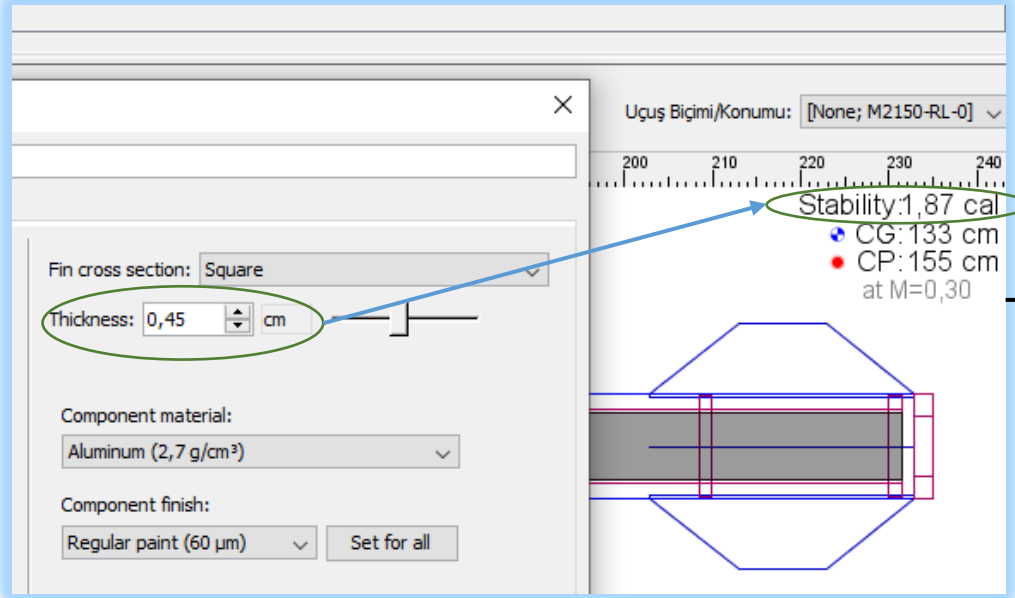 Uçuş Biçimi/Konumu: [None; M2150-RL-0]
200 210 220 230 240
Stability:1,87 cal
CG:133 cm
CP:155 cm
at M=0,30
Fin cross section: Square
Thickness: 0,45 cm
Component material:
Aluminum (2,7 g/cm³)
Component finish:
Regular paint (60 µm) Set for all